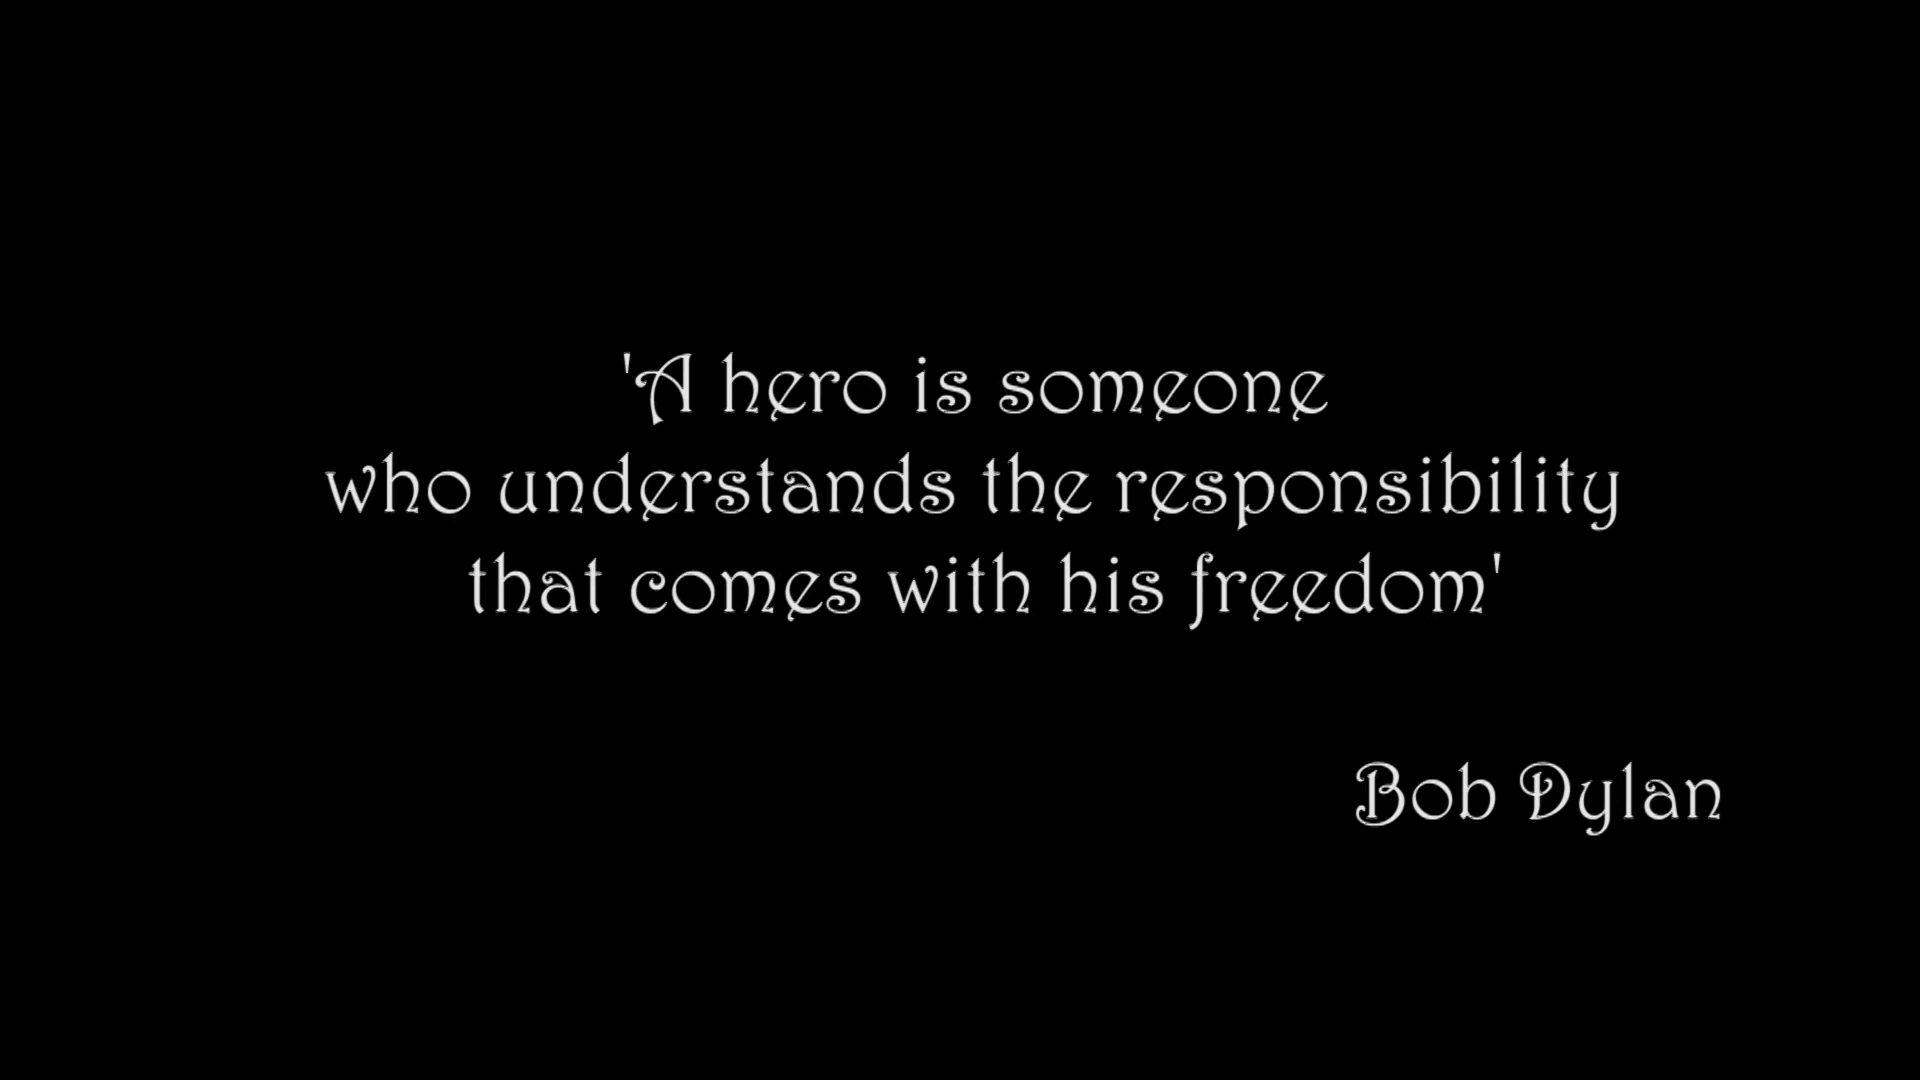 'A hero is someone
who understands the responsibility
that comes with his freedom'
Bob Dylan